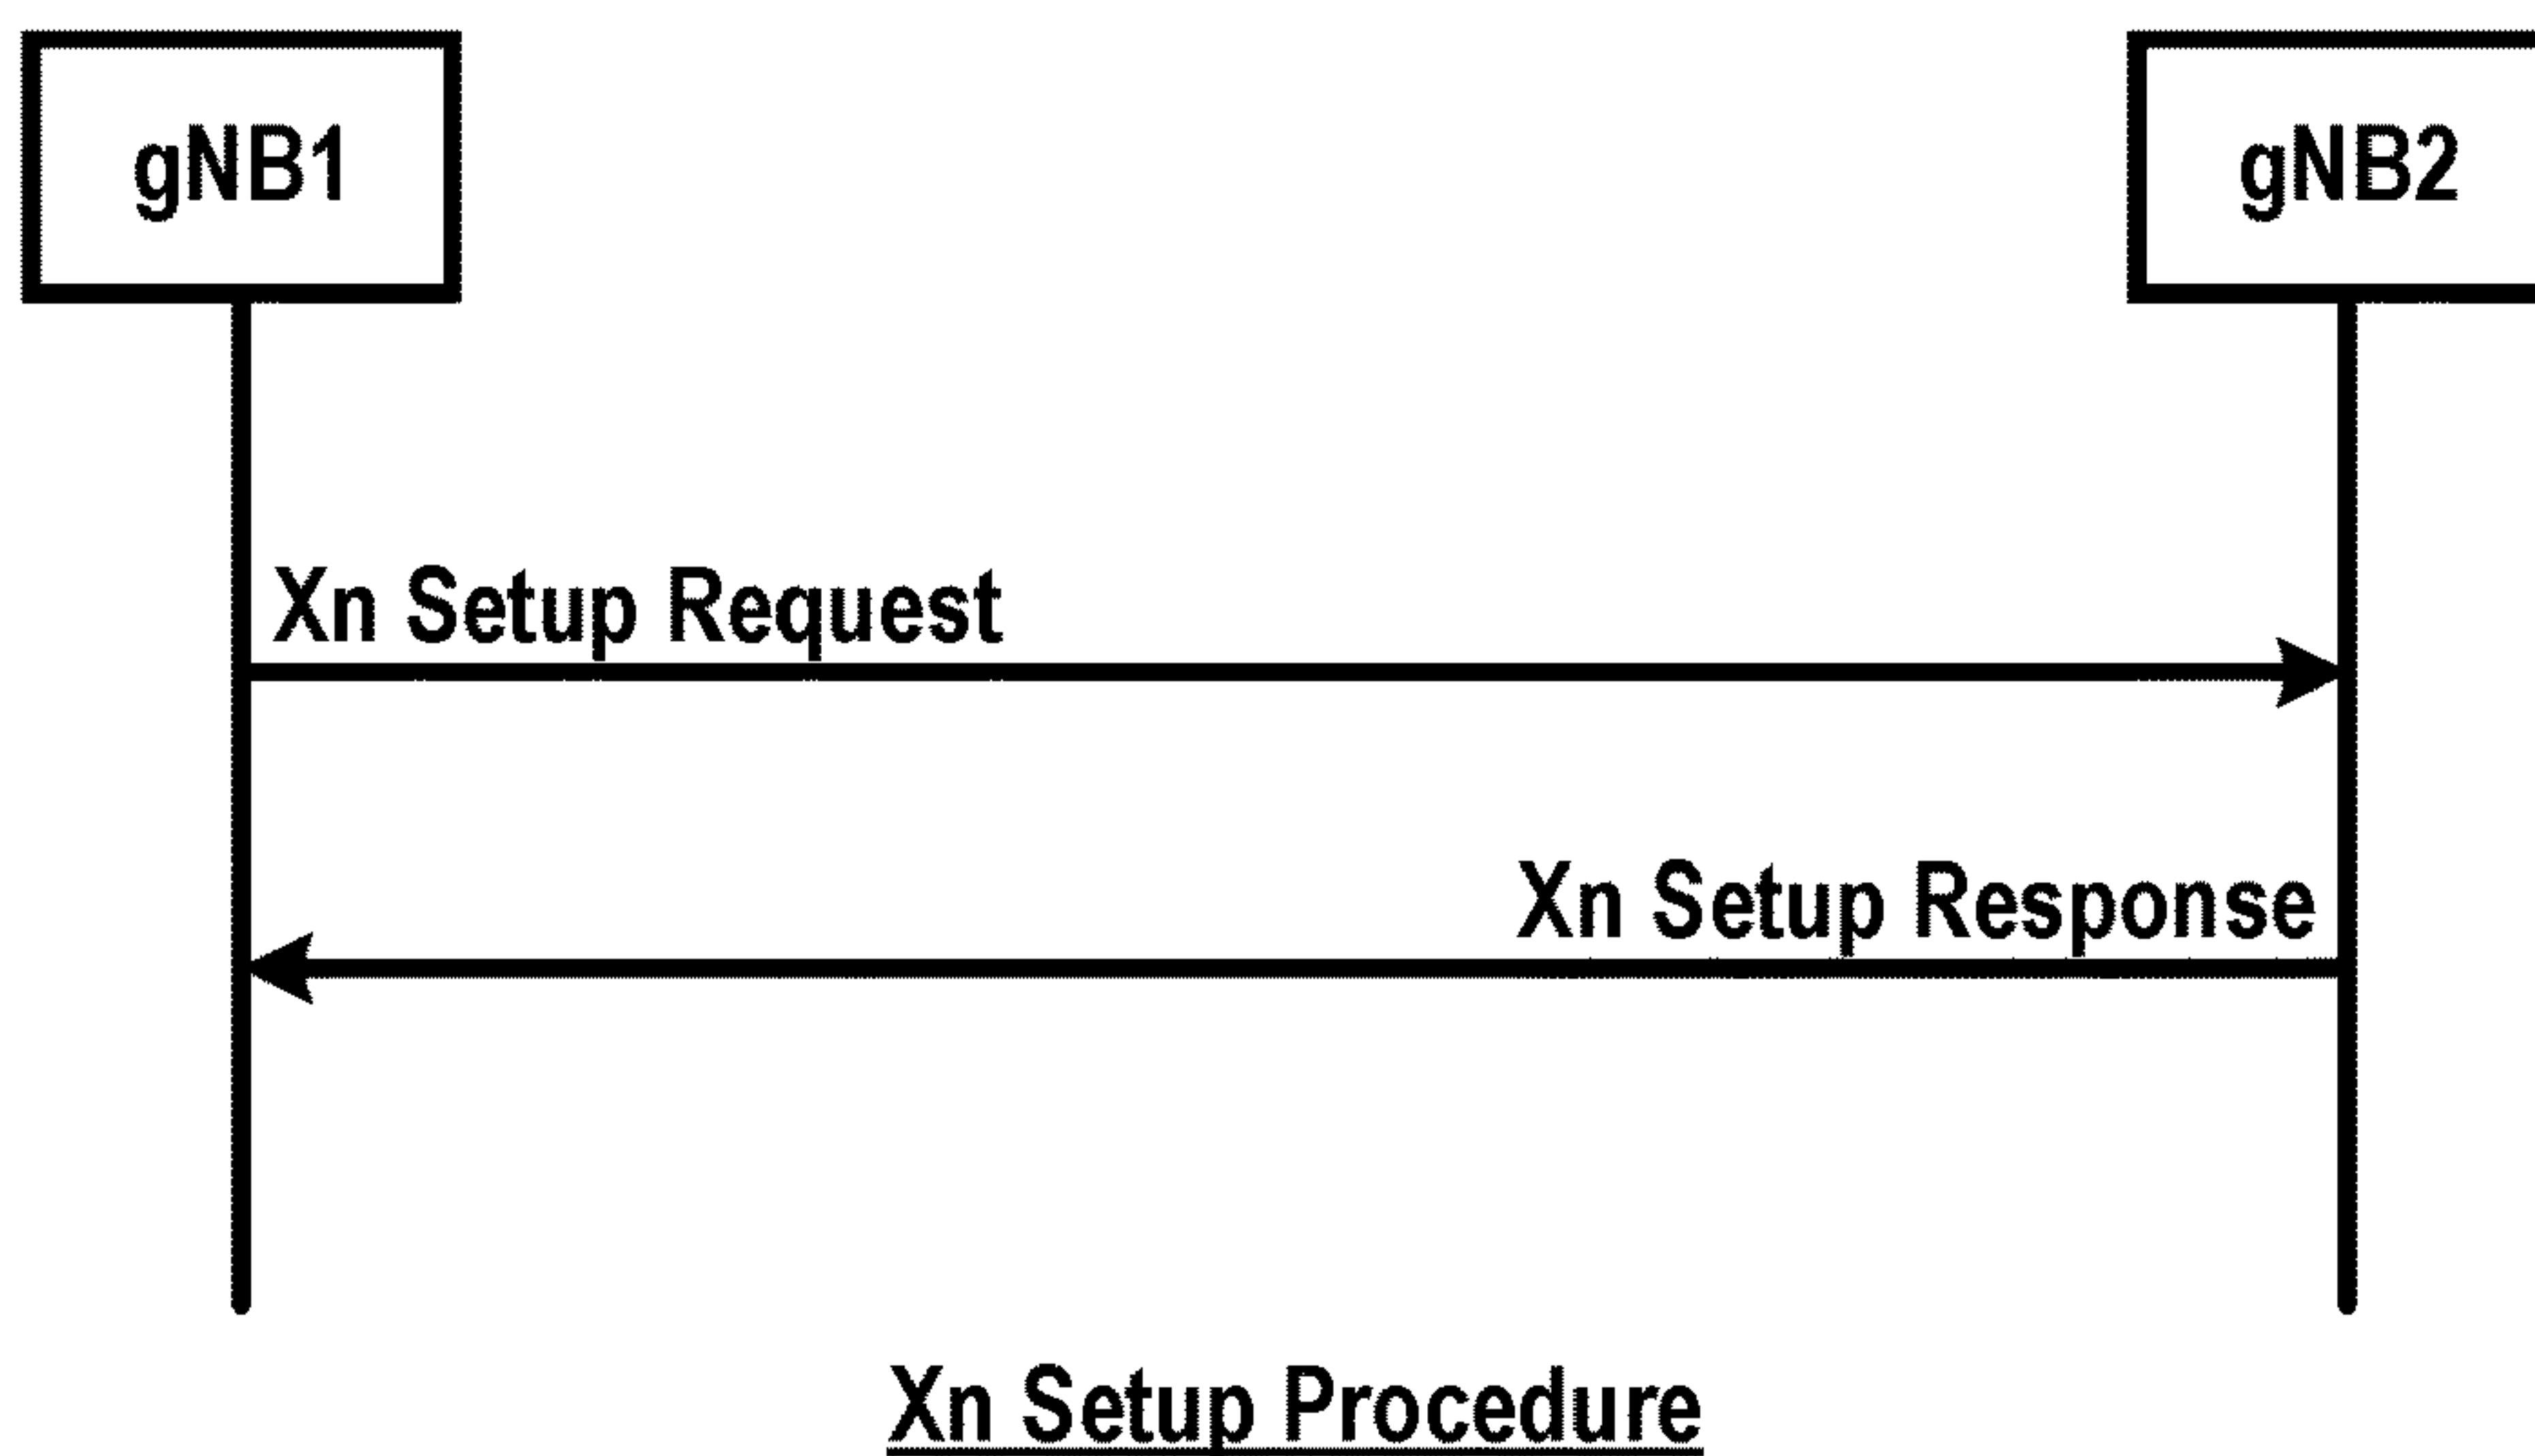 gNB1
gNB2
Xn Setup Request
Xn Setup Response
Xn Setup Procedure